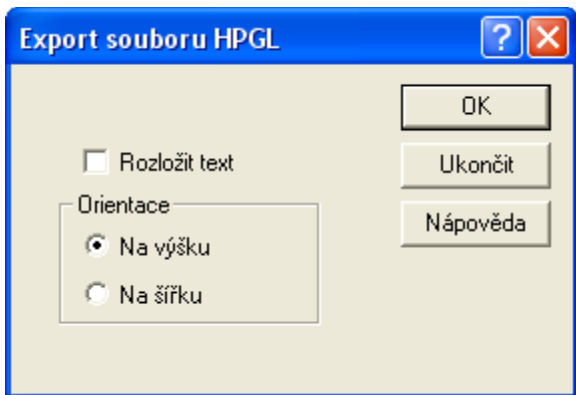 Export souboru HPGL
OK
Rozložit text
Ukončit
Orientace
Nápověda
Na výšku
Na šířku